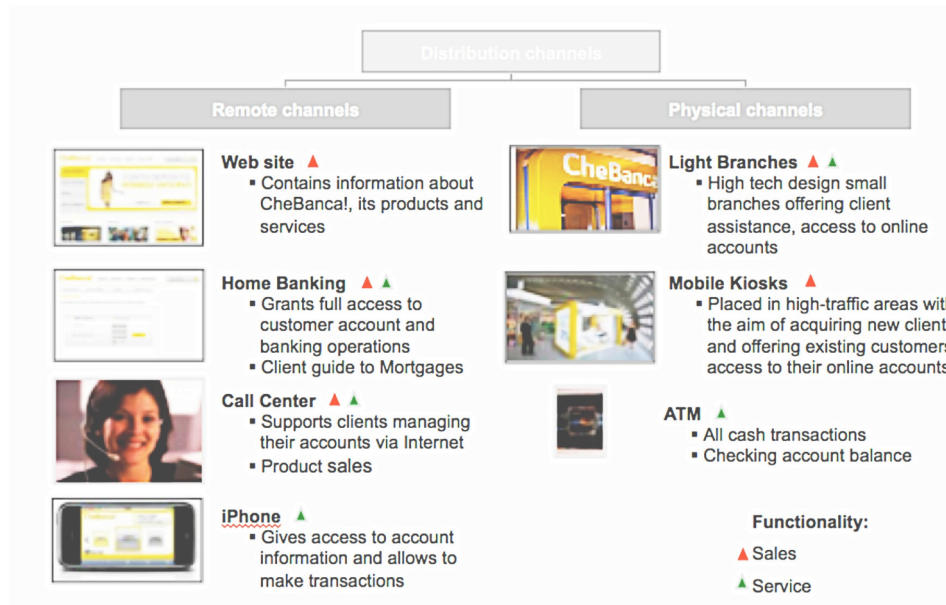 Distribution channels
Remote channels
Web site
▪ Contains information about
CheBanca!, its products and
services
Home Banking
▪ Grants full access to
customer account and
banking operations
▪ Client guide to Mortgages
Call Center
▪ Supports clients managing
their accounts via Internet
▪ Product sales
iPhone
▪ Gives access to account
information and allows to
make transactions
Physical channels
CheBanca
Light Branches
▪ High tech design small
branches offering client
assistance, access to online
accounts
Mobile Kiosks
▪ Placed in high-traffic areas with
the aim of acquiring new client
and offering existing customers
access to their online accounts
ATM
▪ All cash transactions
▪ Checking account balance
Functionality:
Sales
Service